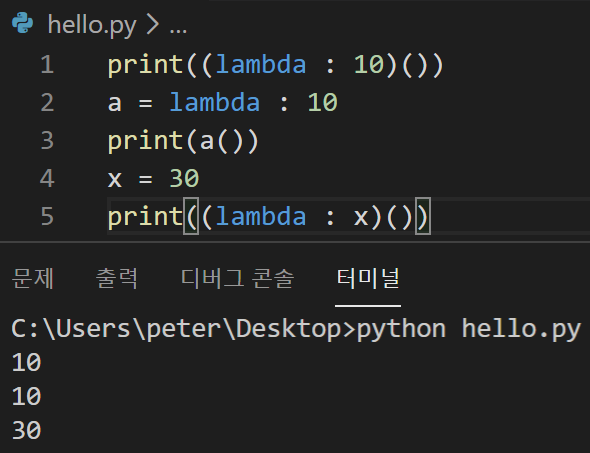 hello.py > ...
1 print((lambda : 10)())
2 a = lambda : 10
3 print(a())
4 x = 30
5 print((lambda : x)())
문제 출력 디버그 콘솔 터미널
C:\Users\peter\Desktop>python hello.py
10
10
30